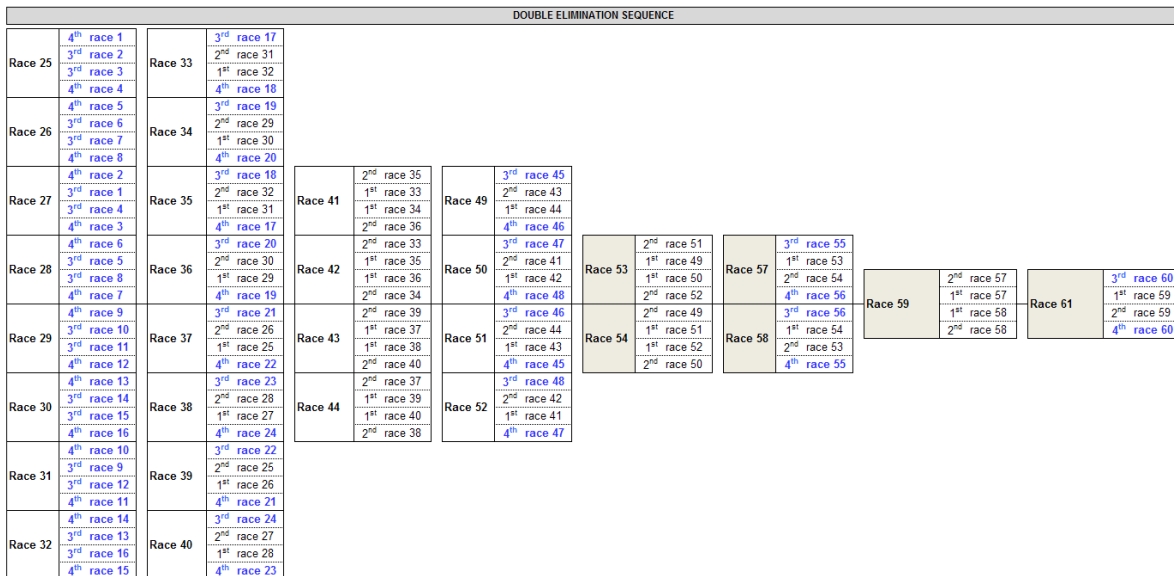 DOUBLE ELIMINATION SEQUENCE
Race 25
4th race 1
3rd race 2
3rd race 3
4th race 4
Race 26
4th race 5
3rd race 6
3rd race 7
4th race 8
Race 27
4th race 2
3rd race 1
3rd race 4
4th race 3
Race 28
4th race 6
3rd race 5
3rd race 8
4th race 7
Race 29
4th race 9
3rd race 10
3rd race 11
4th race 12
Race 30
4th race 13
3rd race 14
3rd race 15
4th race 16
Race 31
4th race 10
3rd race 9
3rd race 12
4th race 11
Race 32
4th race 14
3rd race 13
3rd race 16
4th race 15
Race 33
3rd race 17
2nd race 31
1st race 32
4th race 18
Race 34
3rd race 19
2nd race 29
1st race 30
4th race 20
Race 35
3rd race 18
2nd race 32
1st race 31
4th race 17
Race 36
3rd race 20
2nd race 30
1st race 29
4th race 19
Race 37
3rd race 21
2nd race 26
1st race 25
4th race 22
Race 38
3rd race 23
2nd race 28
1st race 27
4th race 24
Race 39
3rd race 22
2nd race 25
1st race 26
4th race 21
Race 40
3rd race 24
2nd race 27
1st race 28
4th race 23
Race 41
2nd race 35
1st race 33
1st race 34
2nd race 36
Race 42
2nd race 33
1st race 35
1st race 36
2nd race 34
Race 43
2nd race 39
1st race 37
1st race 38
2nd race 40
Race 44
2nd race 37
1st race 39
1st race 40
2nd race 38
Race 49
3rd race 45
2nd race 43
1st race 44
4th race 46
Race 50
3rd race 47
2nd race 41
1st race 42
4th race 48
Race 51
3rd race 46
2nd race 44
1st race 43
4th race 45
Race 52
3rd race 48
2nd race 42
1st race 41
4th race 47
Race 53
2nd race 51
1st race 49
1st race 50
2nd race 52
Race 54
2nd race 49
1st race 51
1st race 52
2nd race 50
Race 57
3rd race 55
1st race 53
2nd race 54
4th race 56
Race 58
3rd race 56
1st race 54
2nd race 53
4th race 55
Race 59
2nd race 57
1st race 57
1st race 58
2nd race 58
Race 61
3rd race 60
1st race 59
2nd race 59
4th race 60